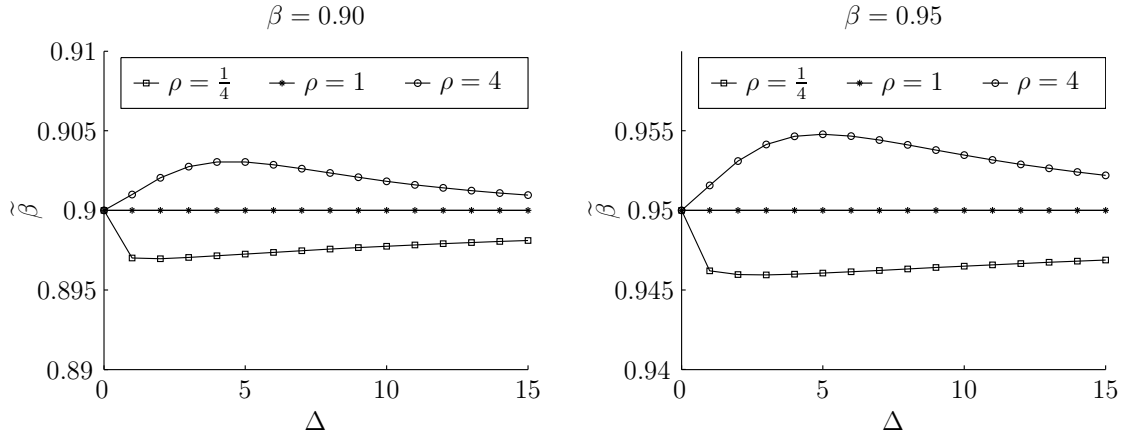 β = 0.90
0.91
0.905
0.9
0.895
0.89
β̃
ρ = 1/4 ρ = 1 ρ = 4
0 5 10 15
Δ
β = 0.95
0.955
0.95
0.945
0.94
β̃
ρ = 1/4 ρ = 1 ρ = 4
0 5 10 15
Δ